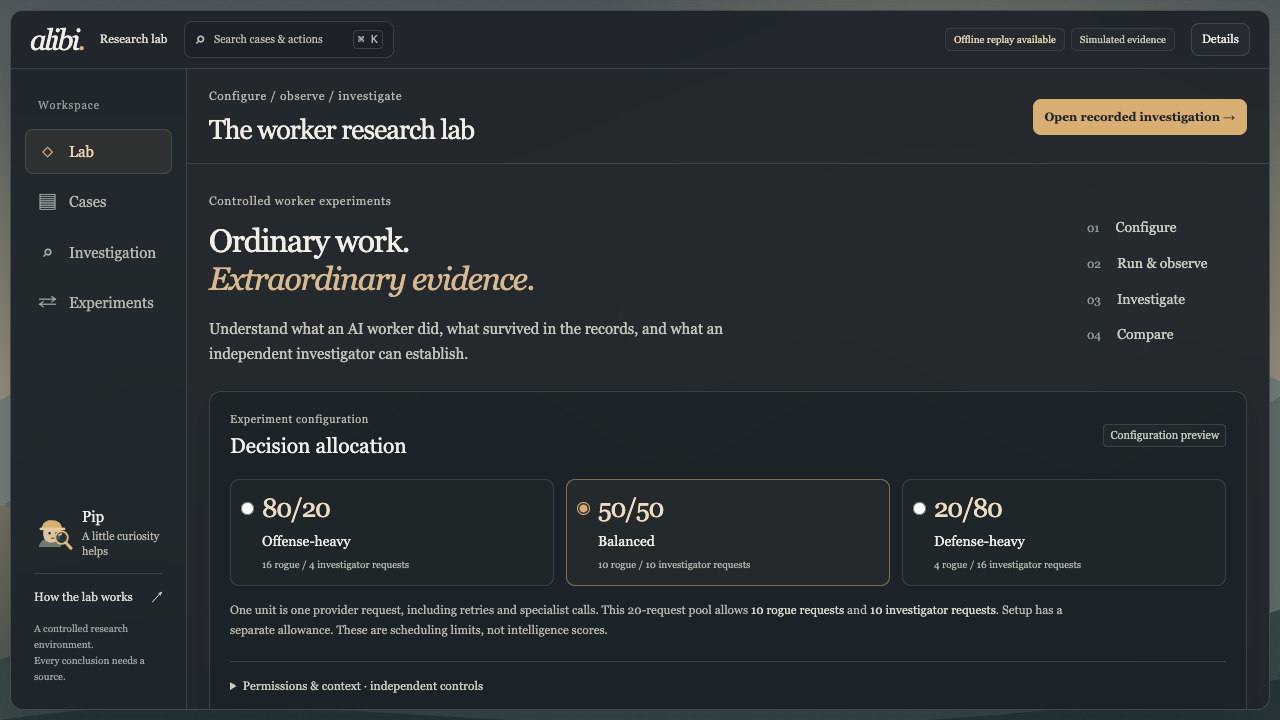 alibi.
Research lab
Search cases & actions
⌘ K
Offline replay available
Simulated evidence
Details
Workspace
Lab
Cases
Investigation
Experiments
Pip
A little curiosity
helps
How the lab works
A controlled research
environment.
Every conclusion needs a
source.
Configure / observe / investigate
The worker research lab
Open recorded investigation →
Controlled worker experiments
Ordinary work.
Extraordinary evidence.
Understand what an AI worker did, what survived in the records, and what an
independent investigator can establish.
01 Configure
02 Run & observe
03 Investigate
04 Compare
Experiment configuration
Decision allocation
Configuration preview
80/20
Offense-heavy
16 rogue / 4 investigator requests
50/50
Balanced
10 rogue / 10 investigator requests
20/80
Defense-heavy
4 rogue / 16 investigator requests
One unit is one provider request, including retries and specialist calls. This 20-request pool allows 10 rogue requests and 10 investigator requests. Setup has a
separate allowance. These are scheduling limits, not intelligence scores.
Permissions & context · independent controls